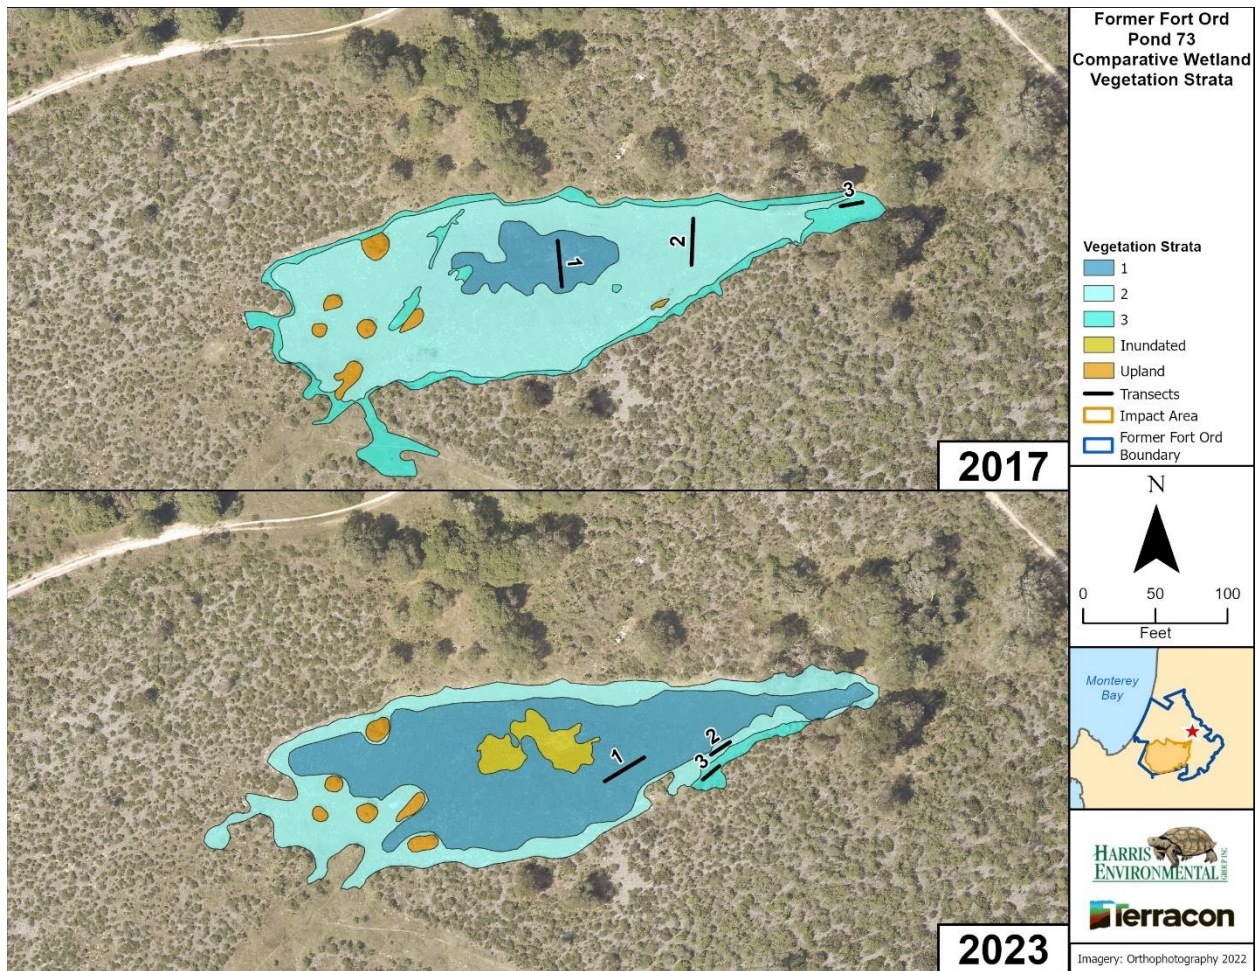 Former Fort Ord
Pond 73
Comparative Wetland
Vegetation Strata
3
2
1
2017
Vegetation Strata
1
2
3
Inundated
Upland
Transects
Impact Area
Former Fort Ord
Boundary
N
0 50 100
Feet
1
2
3
2023
Monterey
Bay
HARRIS
ENVIRONMENTAL
GROUP INC
Terracon
Imagery: Orthophotography 2022